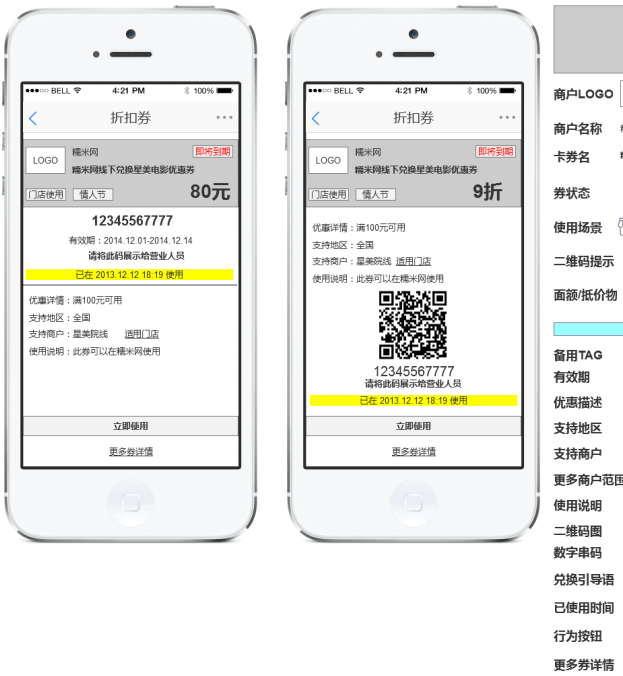 ●●●○○ BELL 4:21 PM 100%
折扣券
LOGO
糯米网
即将到期
糯米网线下兑换星美电影优惠券
门店使用
情人节
80元
12345567777
有效期：2014.12.01-2014.12.14
请将此码展示给营业人员
已在 2013.12.12 18:19 使用
优惠详情：满100元可用
支持地区：全国
支持商户：星美院线 适用门店
使用说明：此券可以在糯米网使用
立即使用
更多券详情
●●●○○ BELL 4:21 PM 100%
折扣券
LOGO
糯米网
即将到期
糯米网线下兑换星美电影优惠券
门店使用
情人节
9折
优惠详情：满100元可用
支持地区：全国
支持商户：星美院线 适用门店
使用说明：此券可以在糯米网使用
12345567777
请将此码展示给营业人员
已在 2013.12.12 18:19 使用
立即使用
更多券详情
商户LOGO
商户名称
卡券名
券状态
使用场景
二维码提示
面额/抵价物
备用TAG
有效期
优惠描述
支持地区
支持商户
更多商户范围
使用说明
二维码图
数字串码
兑换引导语
已使用时间
行为按钮
更多券详情